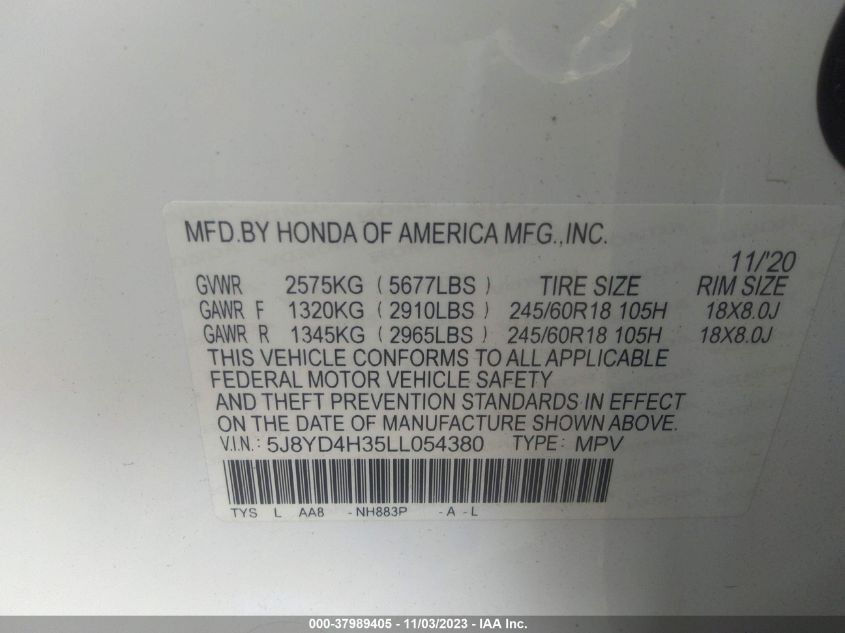 MFD.BY HONDA OF AMERICA MFG.,INC.
11/'20
GVWR 2575KG (5677LBS) TIRE SIZE RIM SIZE
GAWR F 1320KG (2910LBS) 245/60R18 105H 18X8.0J
GAWR R 1345KG (2965LBS) 245/60R18 105H 18X8.0J
THIS VEHICLE CONFORMS TO ALL APPLICABLE
FEDERAL MOTOR VEHICLE SAFETY
AND THEFT PREVENTION STANDARDS IN EFFECT
ON THE DATE OF MANUFACTURE SHOWN ABOVE.
V.I.N.: 5J8YD4H35LL054380 TYPE: MPV
TYS L AA8 -NH883P -A -L
000-37989405 - 11/03/2023 - IAA Inc.